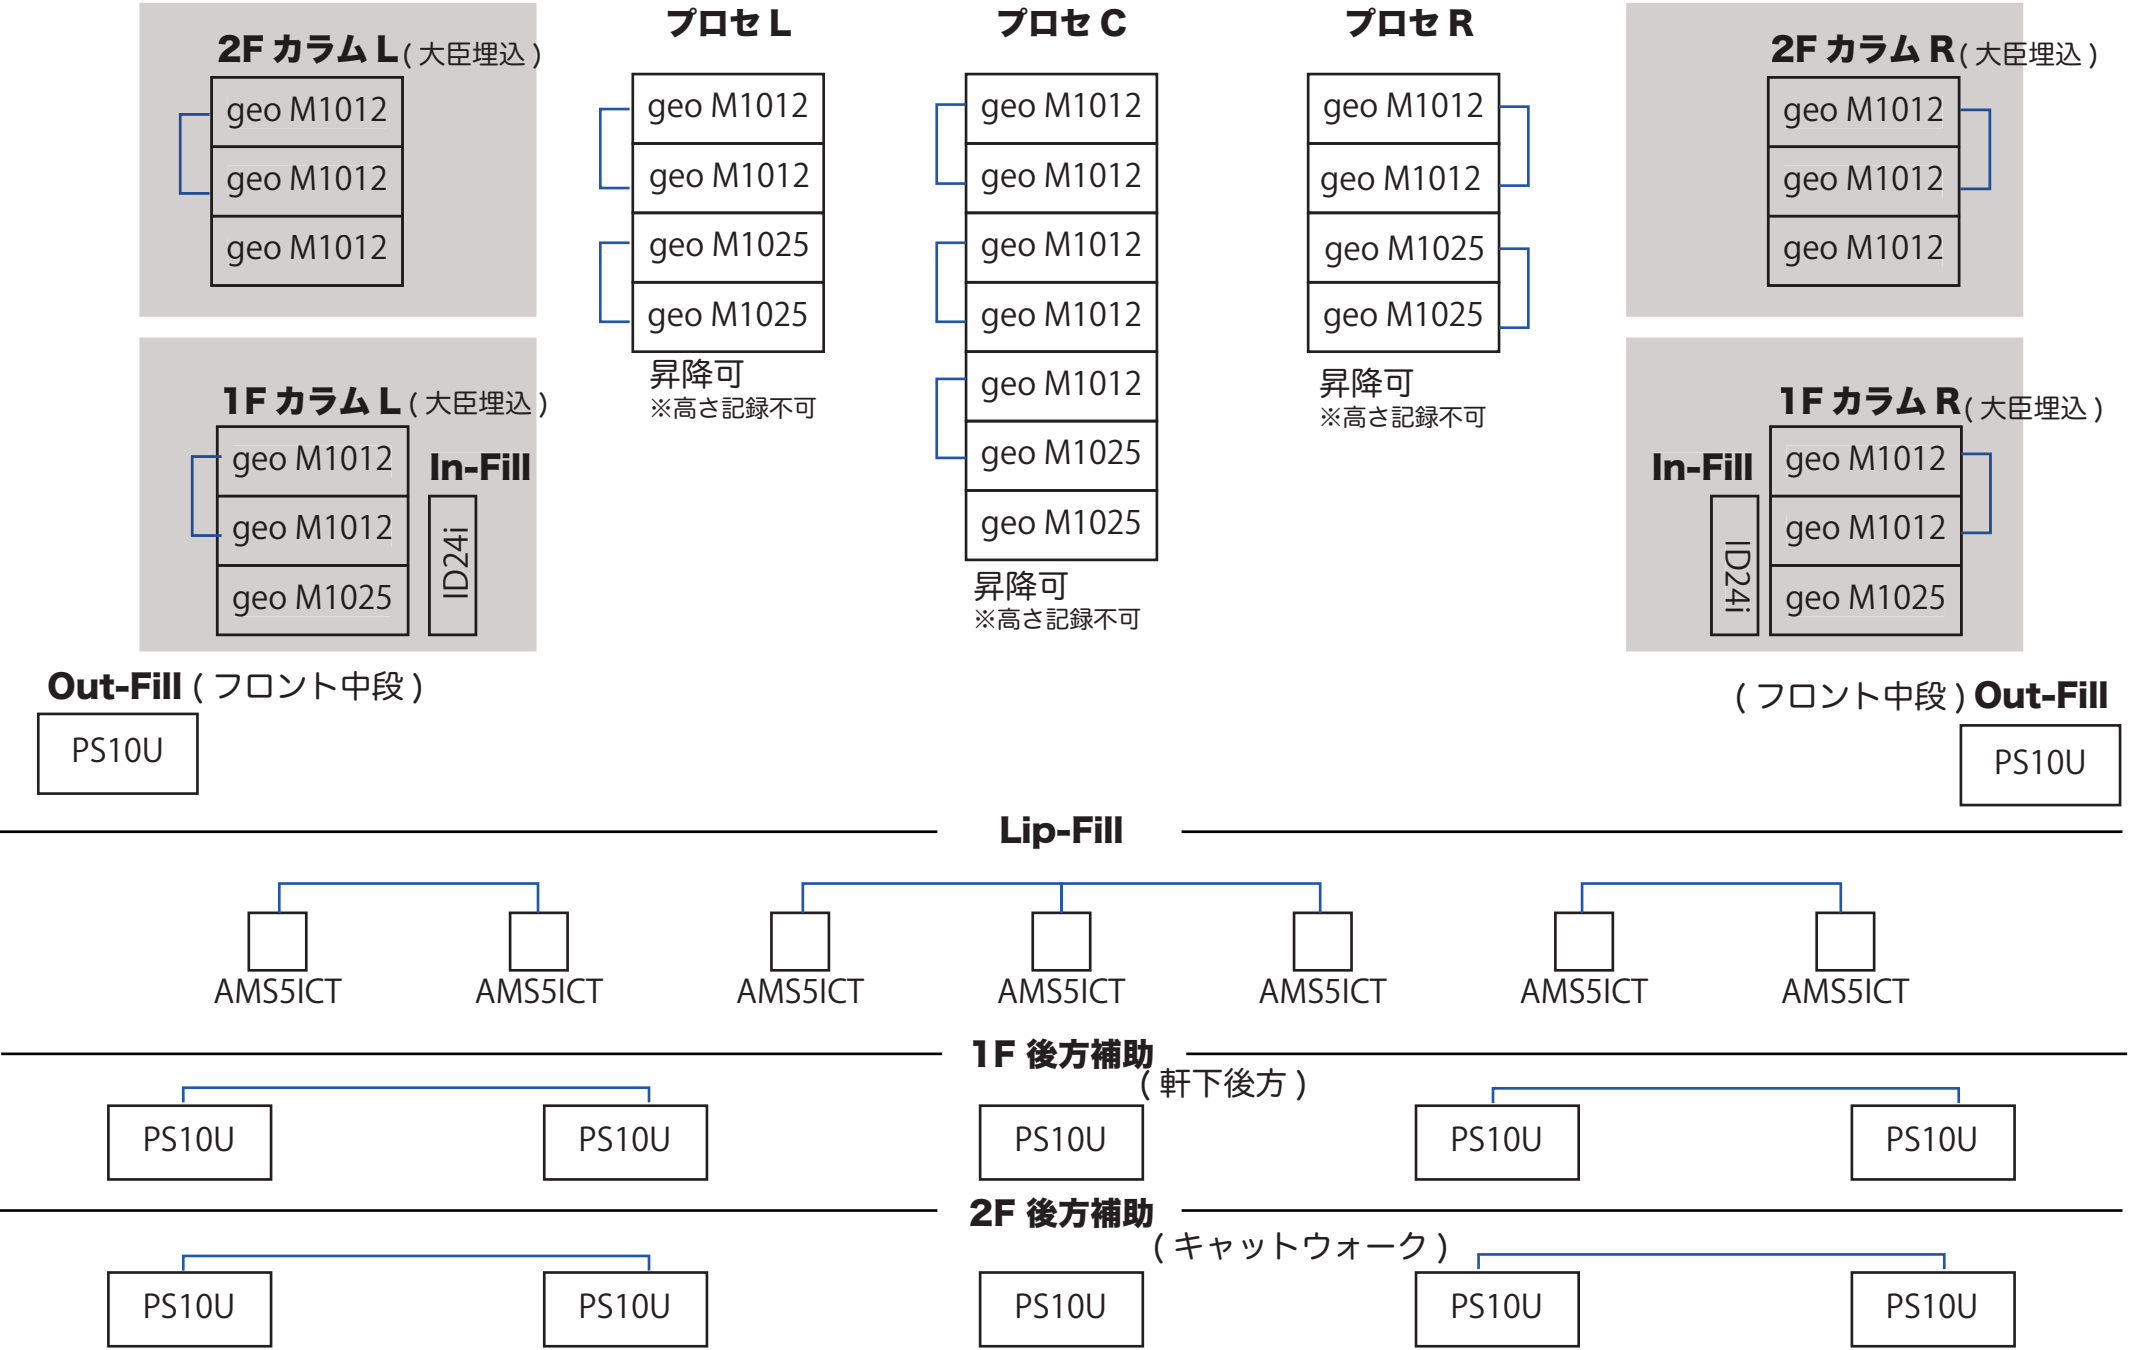 2F カラム L ( 大臣埋込 )
geo M1012
geo M1012
geo M1012
プロセ L
geo M1012
geo M1012
geo M1025
geo M1025
昇降可
※高さ記録不可
プロセ C
geo M1012
geo M1012
geo M1012
geo M1012
geo M1012
geo M1025
geo M1025
昇降可
※高さ記録不可
プロセ R
geo M1012
geo M1012
geo M1025
geo M1025
昇降可
※高さ記録不可
2F カラム R ( 大臣埋込 )
geo M1012
geo M1012
geo M1012
1F カラム L ( 大臣埋込 )
geo M1012
geo M1012
geo M1025
In-Fill
ID24i
1F カラム R ( 大臣埋込 )
In-Fill
ID24i
geo M1012
geo M1012
geo M1025
Out-Fill ( フロント中段 )
PS10U
( フロント中段 ) Out-Fill
PS10U
Lip-Fill
AMS5ICT AMS5ICT AMS5ICT AMS5ICT AMS5ICT AMS5ICT AMS5ICT
1F 後方補助
( 軒下後方 )
PS10U PS10U PS10U PS10U PS10U
2F 後方補助
( キャットウォーク )
PS10U PS10U PS10U PS10U PS10U